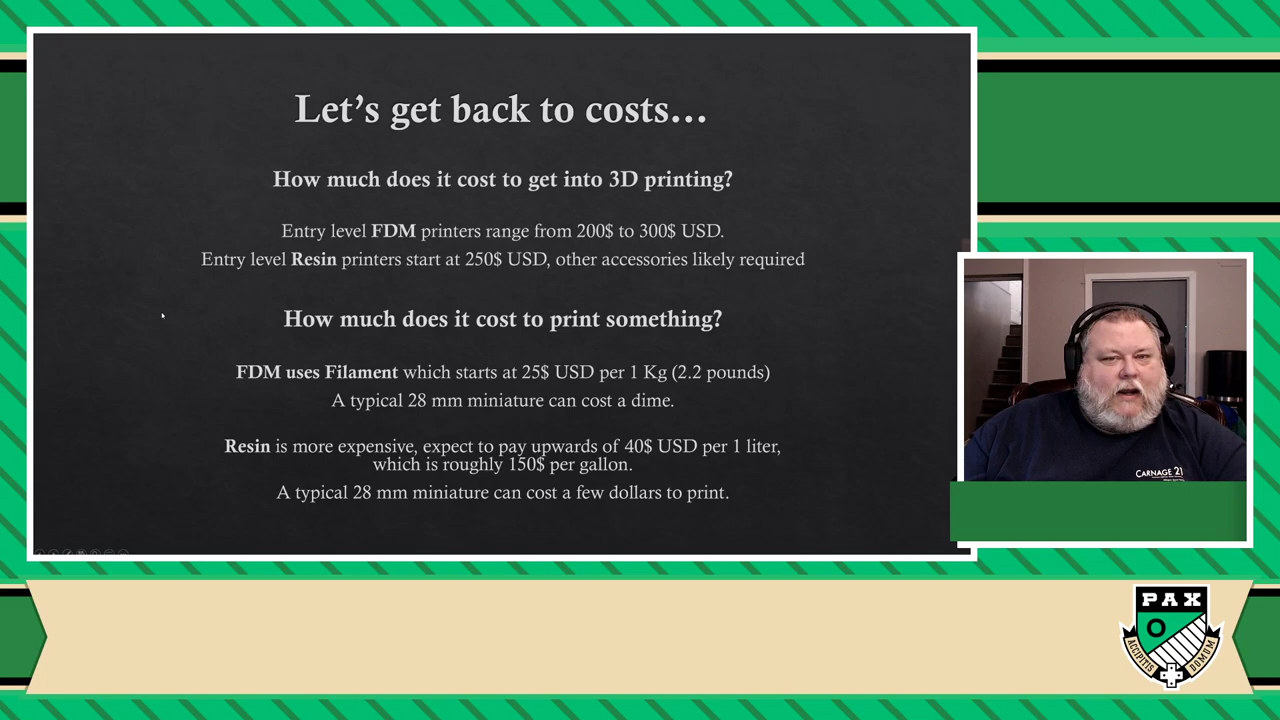 Let's get back to costs...
How much does it cost to get into 3D printing?
Entry level FDM printers range from 200$ to 300$ USD.
Entry level Resin printers start at 250$ USD, other accessories likely required
How much does it cost to print something?
FDM uses Filament which starts at 25$ USD per 1 Kg (2.2 pounds)
A typical 28 mm miniature can cost a dime.
Resin is more expensive, expect to pay upwards of 40$ USD per 1 liter,
which is roughly 150$ per gallon.
A typical 28 mm miniature can cost a few dollars to print.
CARNAGE 21
PAX
O
ACCIPITIS DOMUM